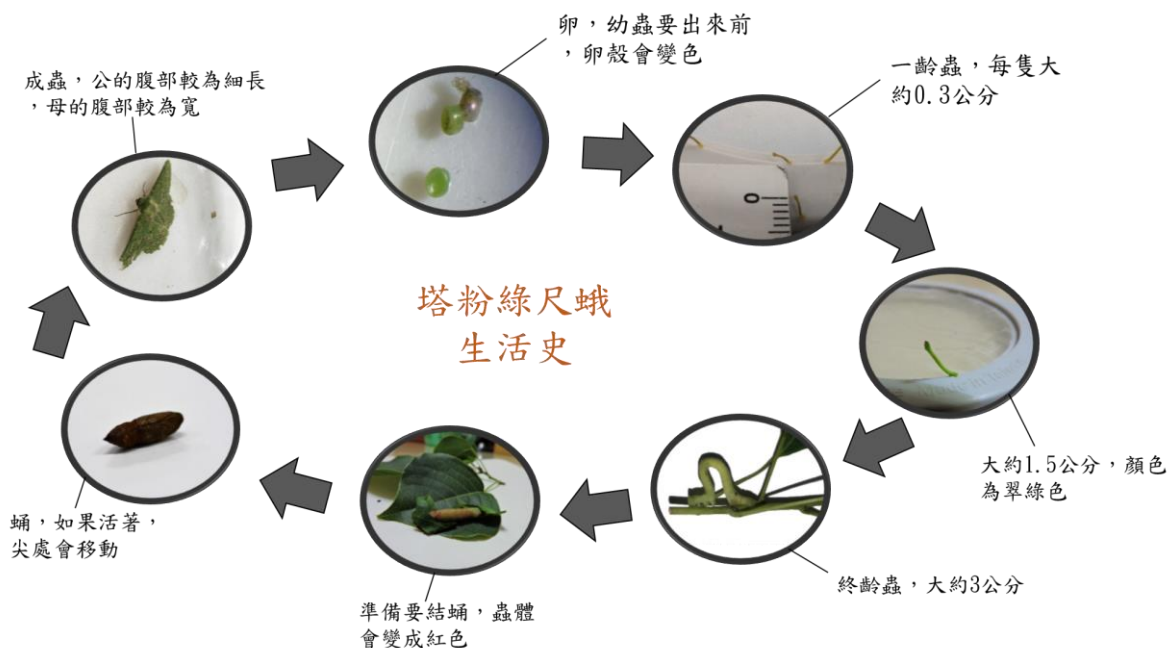 塔粉綠尺蛾
生活史
卵，幼蟲要出來前
，卵殼會變色
一齡蟲，每隻大
約0.3公分
0
大約1.5公分，顏色
為翠綠色
終齡蟲，大約3公分
準備要結蛹，蟲體
會變成紅色
蛹，如果活著，
尖處會移動
成蟲，公的腹部較為細長
，母的腹部較為寬